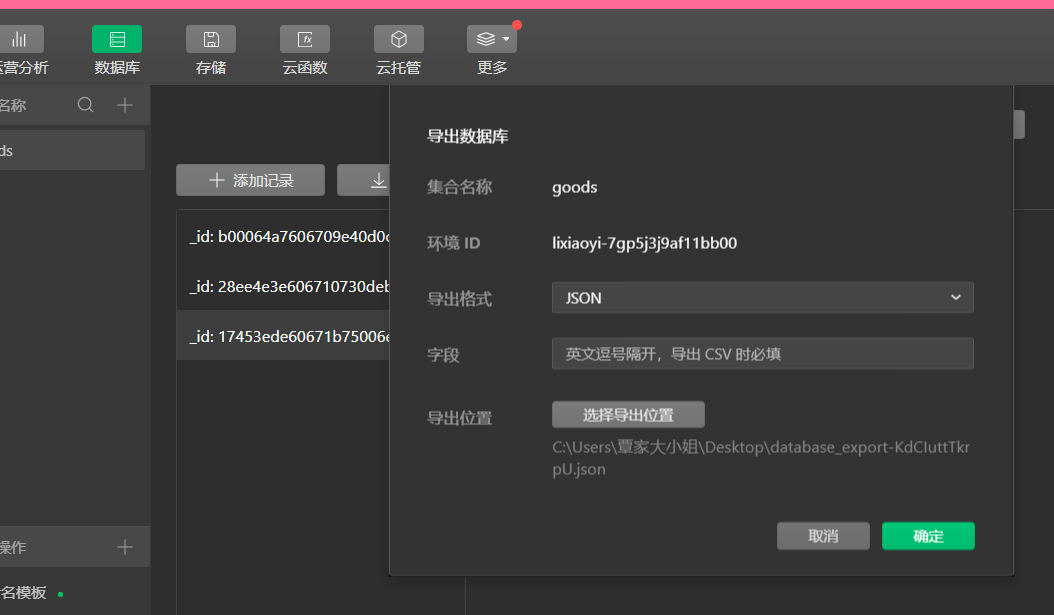 运营分析
数据库
存储
云函数
云托管
更多
名称
ds
添加记录
_id: b00064a7606709e40d0
_id: 28ee4e3e606710730deb
_id: 17453ede60671b75006e
导出数据库
集合名称
goods
环境 ID
lixiaoyi-7gp5j3j9af11bb00
导出格式
JSON
字段
英文逗号隔开，导出 CSV 时必填
导出位置
选择导出位置
C:\Users\覃家大小姐\Desktop\database_export-KdCIuttTkr
pU.json
取消
确定
操作
名模板